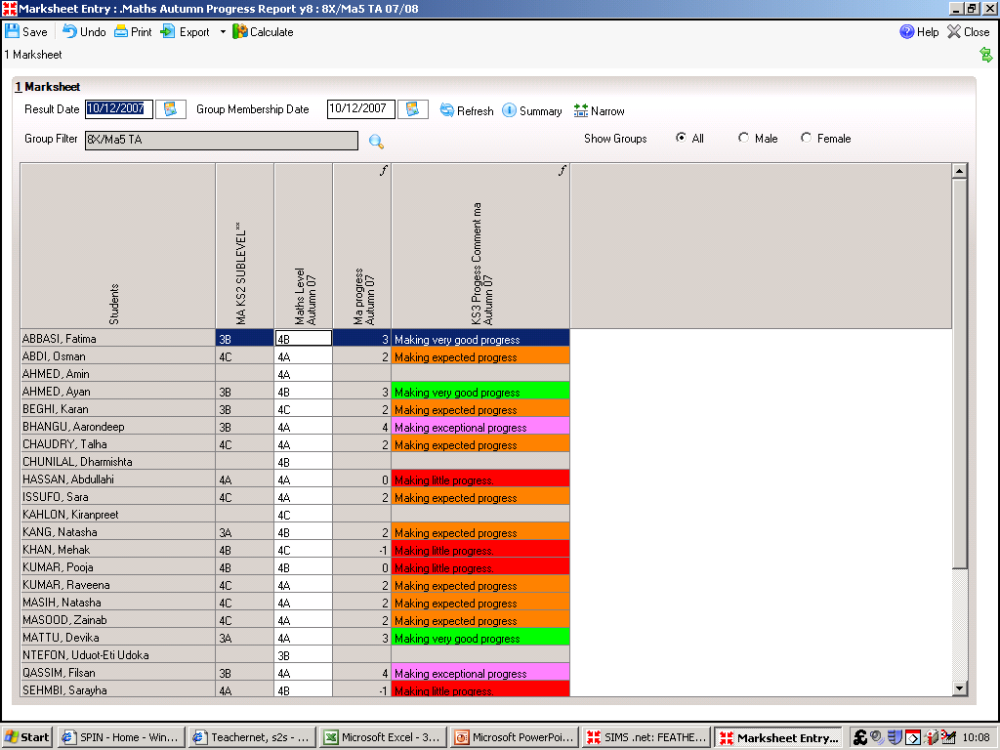 Marksheet Entry : .Maths Autumn Progress Report y8 : 8X/Ma5 TA 07/08
Save Undo Print Export Calculate Help Close
1 Marksheet
1 Marksheet
Result Date 10/12/2007 Group Membership Date 10/12/2007 Refresh Summary Narrow
Group Filter 8X/Ma5 TA Show Groups All Male Female
Students
MA KS2 SUBLEVEL**
Maths Level
Autumn 07
Ma progress
Autumn 07
KS3 Progess Comment ma
Autumn 07
f
f
ABBASI, Fatima 3B 4B 3 Making very good progress
ABDI, Osman 4C 4A 2 Making expected progress
AHMED, Amin 4A
AHMED, Ayan 3B 4B 3 Making very good progress
BEGHI, Karan 3B 4C 2 Making expected progress
BHANGU, Aarondeep 3B 4A 4 Making exceptional progress
CHAUDRY, Talha 4C 4A 2 Making expected progress
CHUNILAL, Dharmishta 4B
HASSAN, Abdullahi 4A 4A 0 Making little progress.
ISSUFO, Sara 4C 4A 2 Making expected progress
KAHLON, Kiranpreet 4C
KANG, Natasha 3A 4B 2 Making expected progress
KHAN, Mehak 4B 4C -1 Making little progress.
KUMAR, Pooja 4B 4B 0 Making little progress.
KUMAR, Raveena 4C 4A 2 Making expected progress
MASIH, Natasha 4C 4A 2 Making expected progress
MASOOD, Zainab 4C 4A 2 Making expected progress
MATTU, Devika 3A 4A 3 Making very good progress
NTEFON, Uduot-Eti Udoka 3B
QASSIM, Filsan 3B 4A 4 Making exceptional progress
SEHMBI, Sarayha 4A 4B -1 Making little progress.
Start SPIN - Home - Win... Teachernet, s2s - ... Microsoft Excel - 3... Microsoft PowerPoi... SIMS .net: FEATHE... Marksheet Entry... 10:08